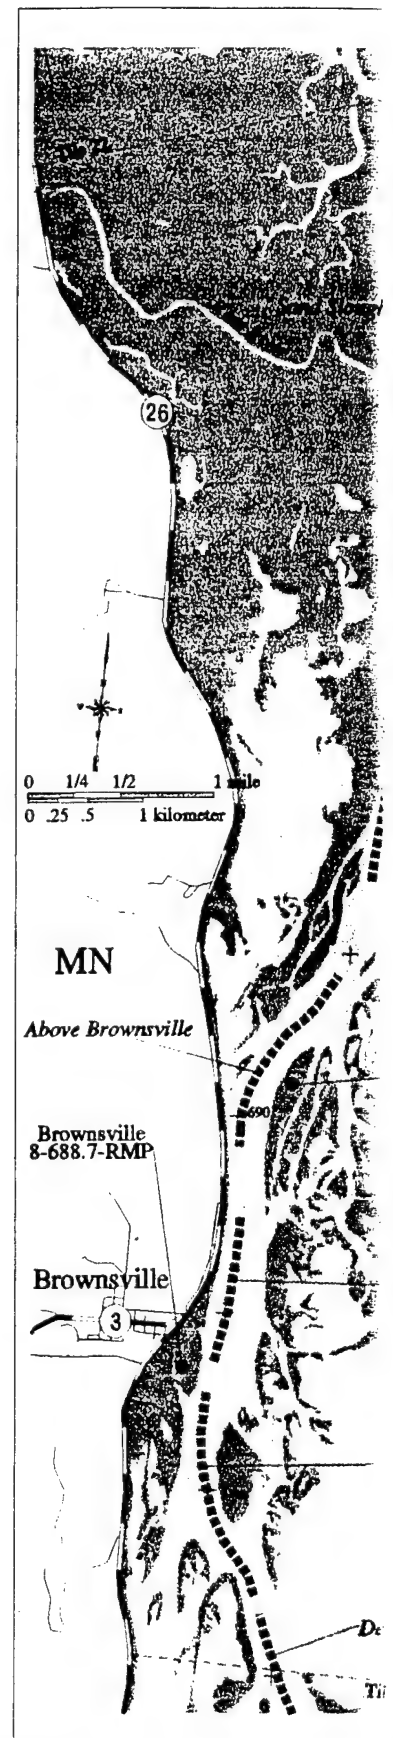 26
0 1/4 1/2 1 mile
0 .25 .5 1 kilometer
MN
Above Brownsville
690
Brownsville
8-688.7-RMP
Brownsville
3